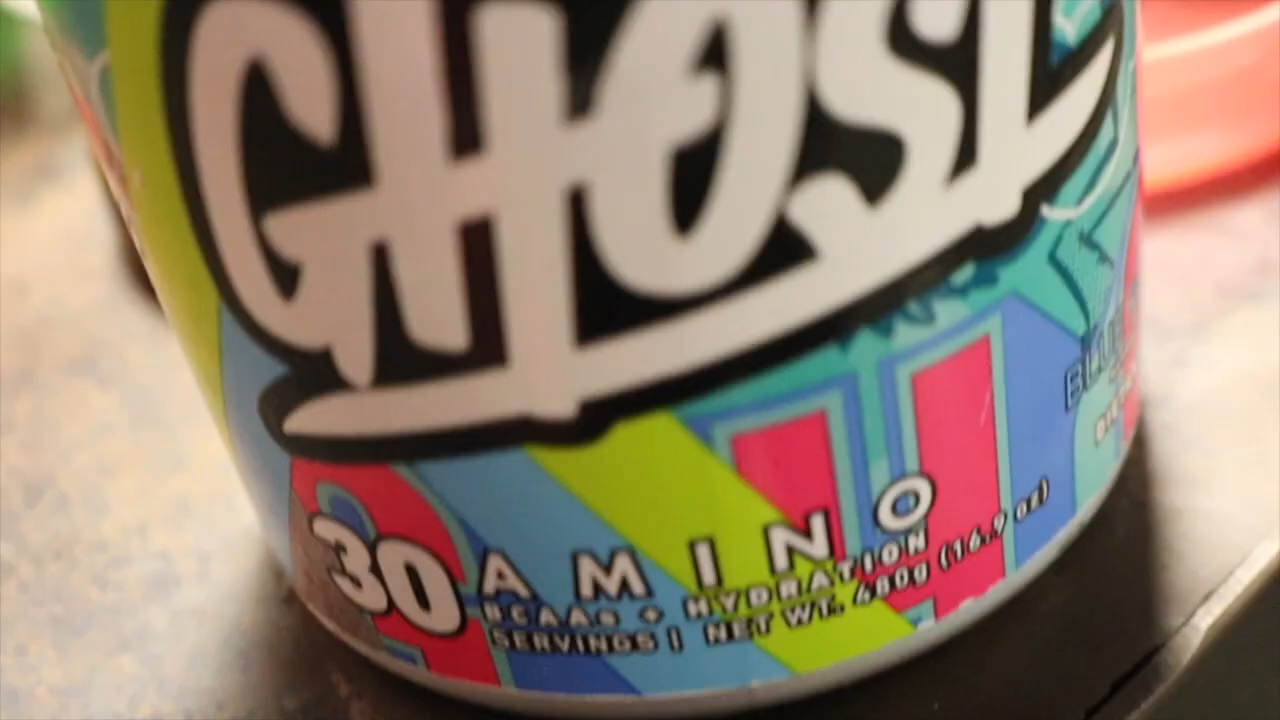 GHOST
AMINO
BCAAs + HYDRATION
30 SERVINGS | NET WT. 480g (16.9 oz)